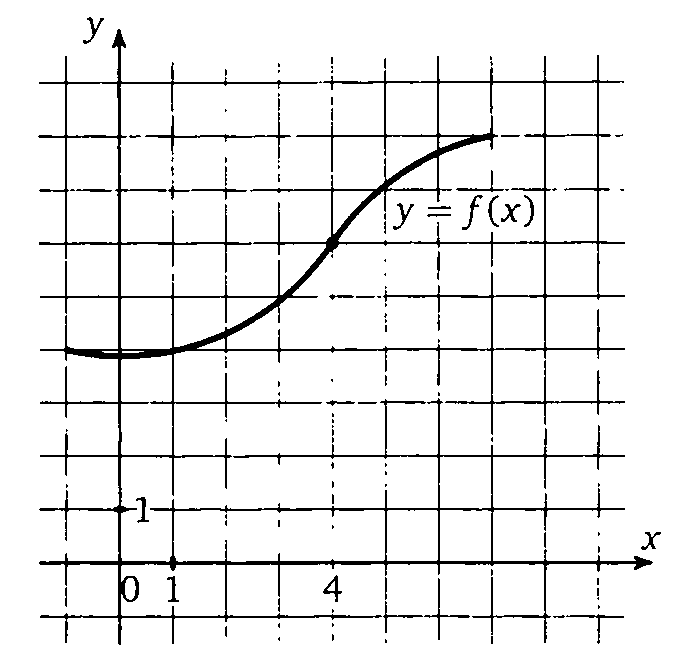 y
y = f(x)
1
x
0 1 4